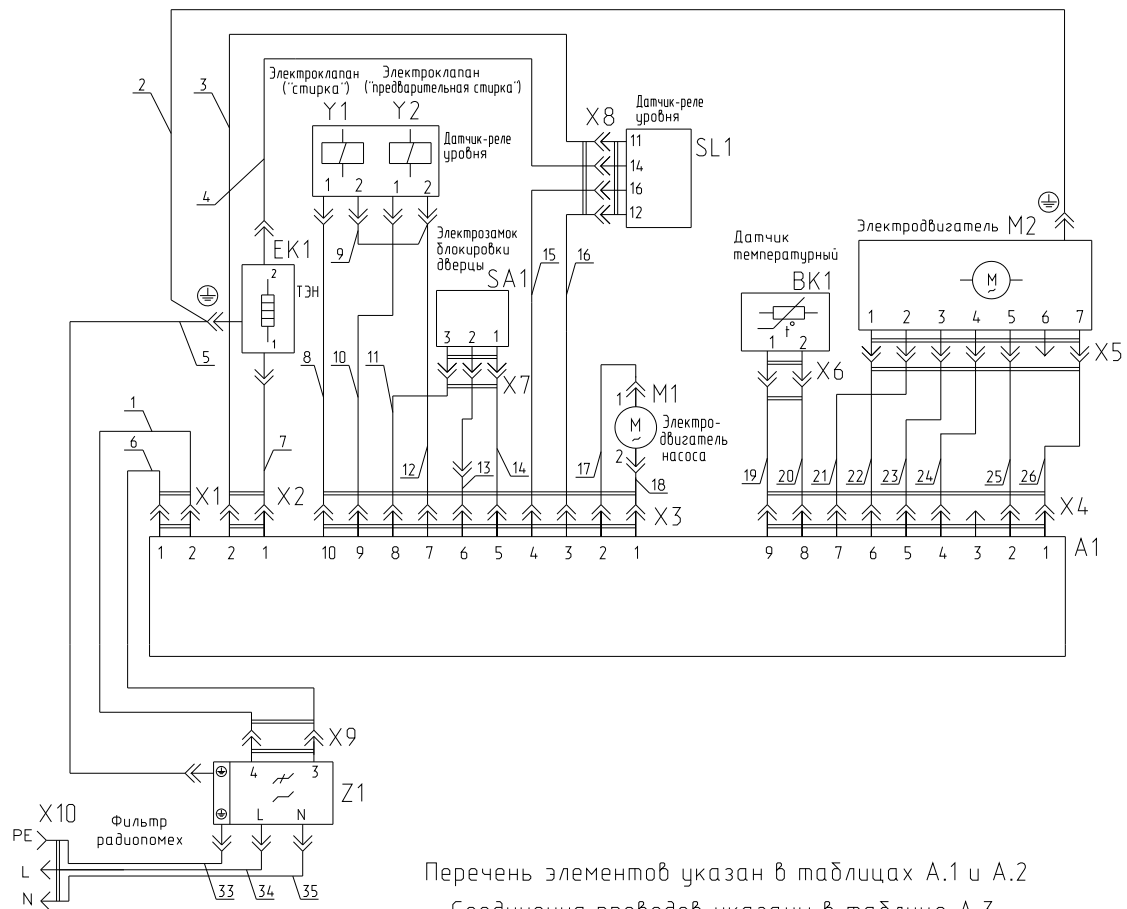 2
3
4
Электроклапан
("стирка")
Y1
Электроклапан
("предварительная стирка")
Y2
Датчик-реле
уровня
1 2 1 2
9
X8
Датчик-реле
уровня
SL1
11
14
16
12
Электрозамок
блокировки
дверцы
SA1
3 2 1
X7
15
16
Датчик
температурный
BK1
t°
1 2
X6
Электродвигатель M2
M
~
1 2 3 4 5 6 7
X5
EK1
2
ТЭН
1
5
8
10
11
1
6
7
12
13
14
17
1
M1
M
~
2
Электро-
двигатель
насоса
18
19
20
21
22
23
24
25
26
X1
X2
X3
X4
1 2 2 1 10 9 8 7 6 5 4 3 2 1 9 8 7 6 5 4 3 2 1
A1
X9
4 3
Z1
L N
X10
Фильтр
радиопомех
PE
L
N
33
34
35
Перечень элементов указан в таблицах А.1 и А.2
Соединения проводов указаны в таблице А.3